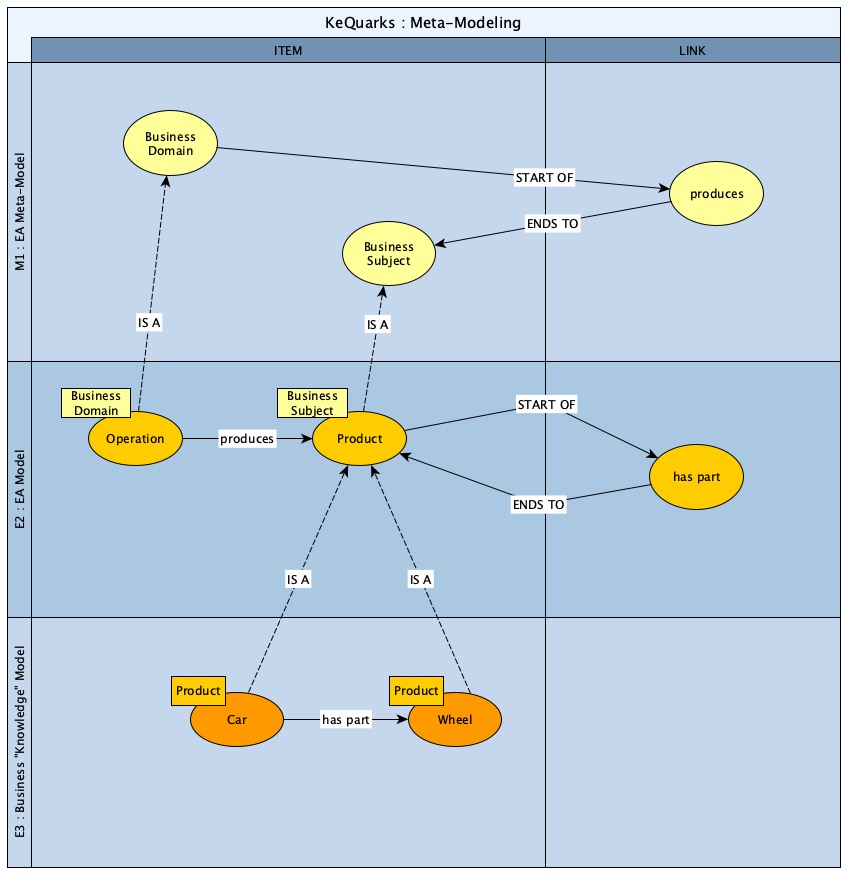 KeQuarks : Meta-Modeling
ITEM
LINK
M1 : EA Meta-Model
Business
Domain
START OF
produces
ENDS TO
Business
Subject
IS A
IS A
E2 : EA Model
Business
Domain
Operation
produces
Business
Subject
Product
START OF
has part
ENDS TO
IS A
IS A
E3 : Business "Knowledge" Model
Product
Car
has part
Product
Wheel